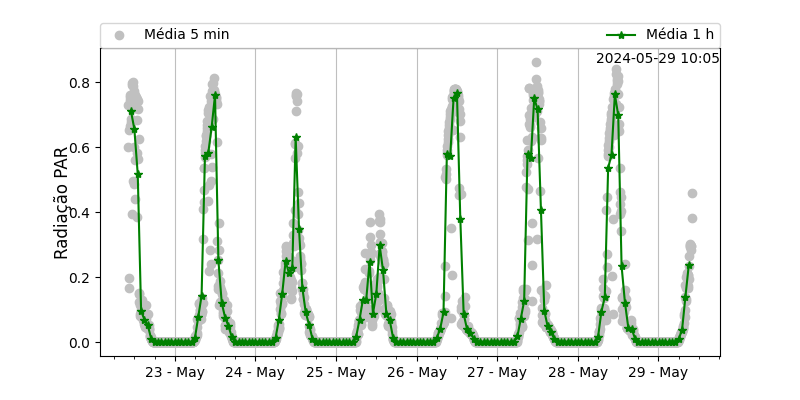 Média 5 min
Média 1 h
2024-05-29 10:05
Radiação PAR
0.8
0.6
0.4
0.2
0.0
23 - May
24 - May
25 - May
26 - May
27 - May
28 - May
29 - May